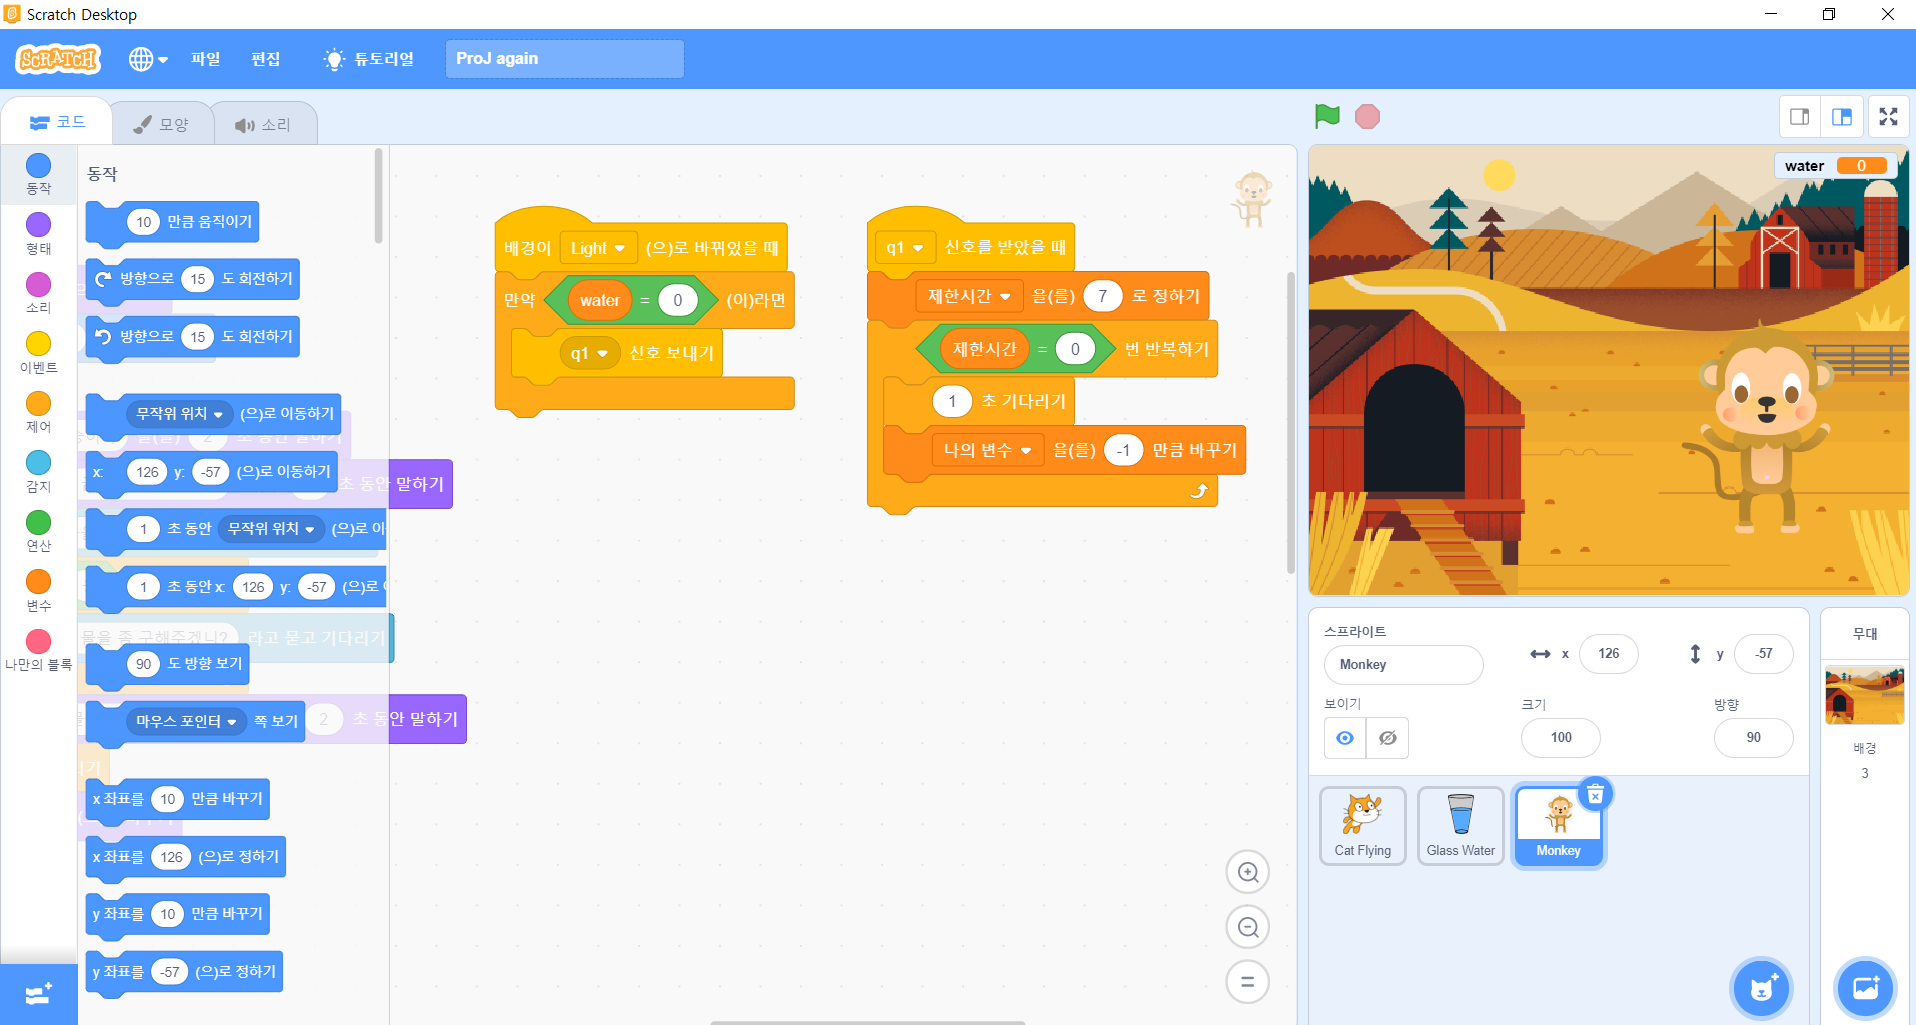 Scratch Desktop
SCRATCH
파일
편집
튜토리얼
ProJ again
코드
모양
소리
동작
형태
소리
이벤트
제어
감지
연산
변수
나만의 블록
동작
10 만큼 움직이기
방향으로 15 도 회전하기
방향으로 15 도 회전하기
무작위 위치 (으)로 이동하기
x: 126 y: -57 (으)로 이동하기
1 초 동안 무작위 위치 (으)로 이
1 초 동안 x: 126 y: -57 (으)로
90 도 방향 보기
마우스 포인터 쪽 보기
x 좌표를 10 만큼 바꾸기
x 좌표를 126 (으)로 정하기
y 좌표를 10 만큼 바꾸기
y 좌표를 -57 (으)로 정하기
을(를) 2 초 동안 말하기
초 동안 말하기
물을 좀 구해주겠니? 라고 묻고 기다리기
2 초 동안 말하기
배경이 Light (으)로 바뀌었을 때
만약 water = 0 (이)라면
q1 신호 보내기
q1 신호를 받았을 때
제한시간 을(를) 7 로 정하기
제한시간 = 0 번 반복하기
1 초 기다리기
나의 변수 을(를) -1 만큼 바꾸기
water 0
스프라이트
Monkey
x 126
y -57
보이기
크기
100
방향
90
Cat Flying
Glass Water
Monkey
무대
배경
3